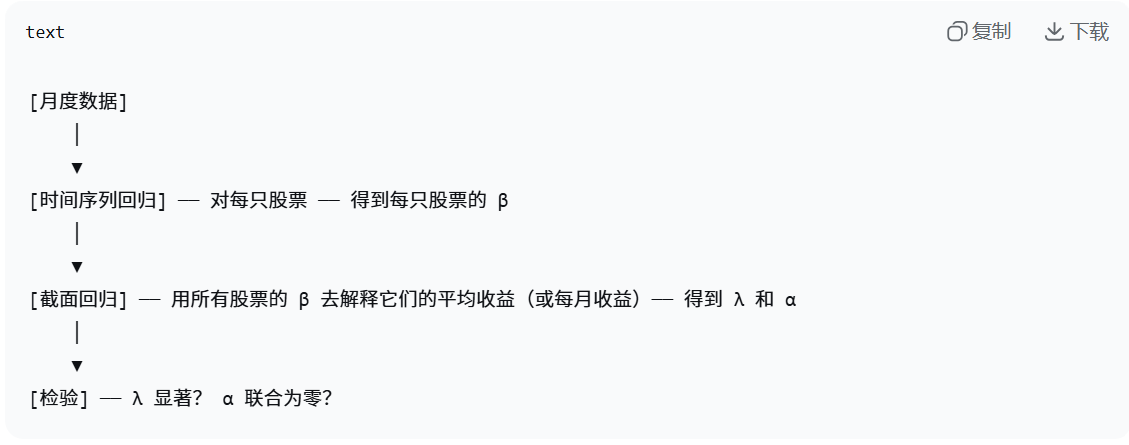 text 复制 下载
[月度数据]
│
▼
[时间序列回归] —— 对每只股票 —— 得到每只股票的 β
│
▼
[截面回归] —— 用所有股票的 β 去解释它们的平均收益（或每月收益）—— 得到 λ 和 α
│
▼
[检验] —— λ 显著？ α 联合为零？